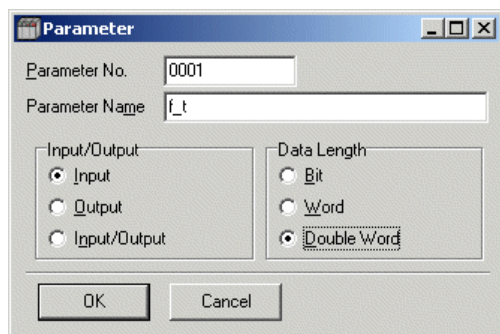 Parameter
Parameter No. 0001
Parameter Name f_t
Input/Output
Input
Output
Input/Output
Data Length
Bit
Word
Double Word
OK Cancel